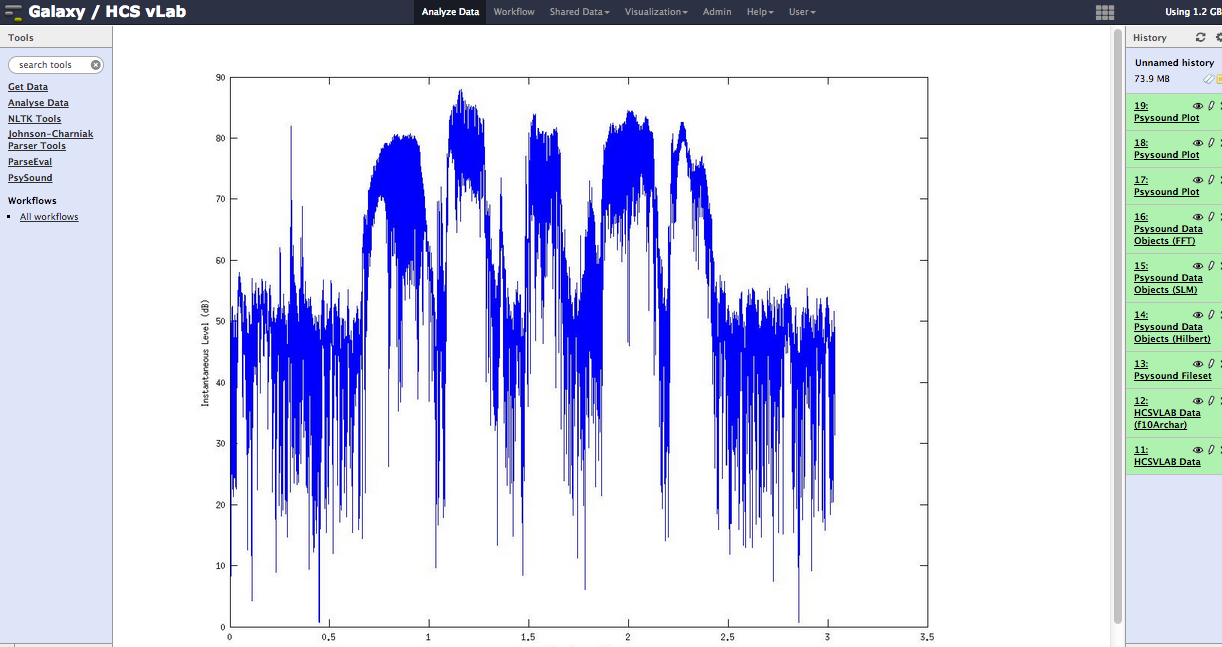 Galaxy / HCS vLab
Analyze Data Workflow Shared Data Visualization Admin Help User
Using 1.2 GB
Tools
search tools
Get Data
Analyse Data
NLTK Tools
Johnson-Charniak
Parser Tools
ParseEval
PsySound
Workflows
All workflows
90
80
70
60
50
40
30
20
10
0
Instantaneous Level (dB)
0 0.5 1 1.5 2 2.5 3 3.5
History
Unnamed history
73.9 MB
19:
Psysound Plot
18:
Psysound Plot
17:
Psysound Plot
16:
Psysound Data
Objects (FFT)
15:
Psysound Data
Objects (SLM)
14:
Psysound Data
Objects (Hilbert)
13:
Psysound Fileset
12:
HCSVLAB Data
(f10Archar)
11:
HCSVLAB Data